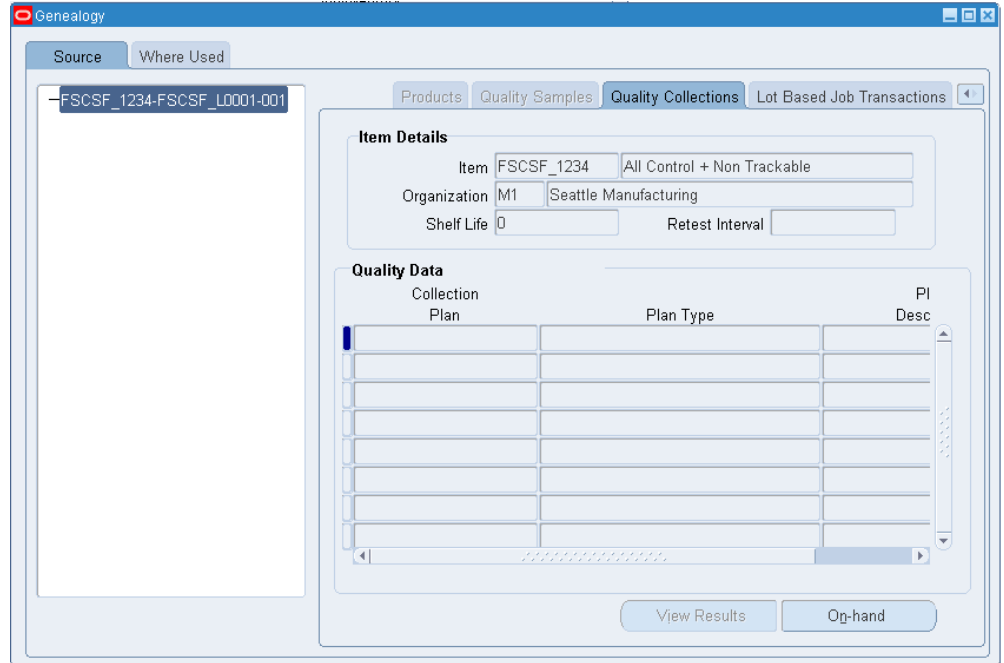 Genealogy
Source Where Used
FSCSF_1234-FSCSF_L0001-001
Products Quality Samples Quality Collections Lot Based Job Transactions
Item Details
Item FSCSF_1234 All Control + Non Trackable
Organization M1 Seattle Manufacturing
Shelf Life 0 Retest Interval
Quality Data
Collection Pl
Plan Plan Type Desc
View Results On-hand